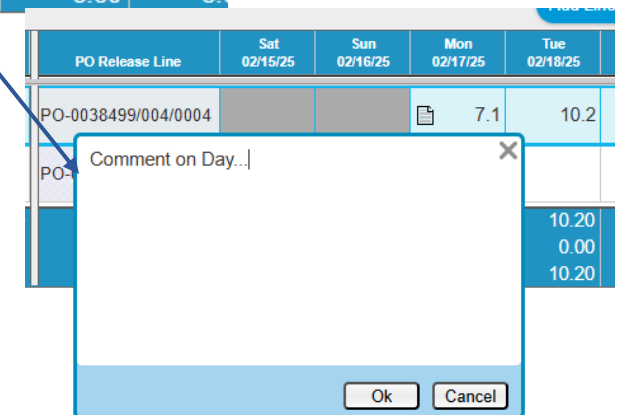 PO Release Line Sat Sun Mon Tue
02/15/25 02/16/25 02/17/25 02/18/25
PO-0038499/004/0004 7.1 10.2
Comment on Day...
10.20
0.00
10.20
Ok Cancel